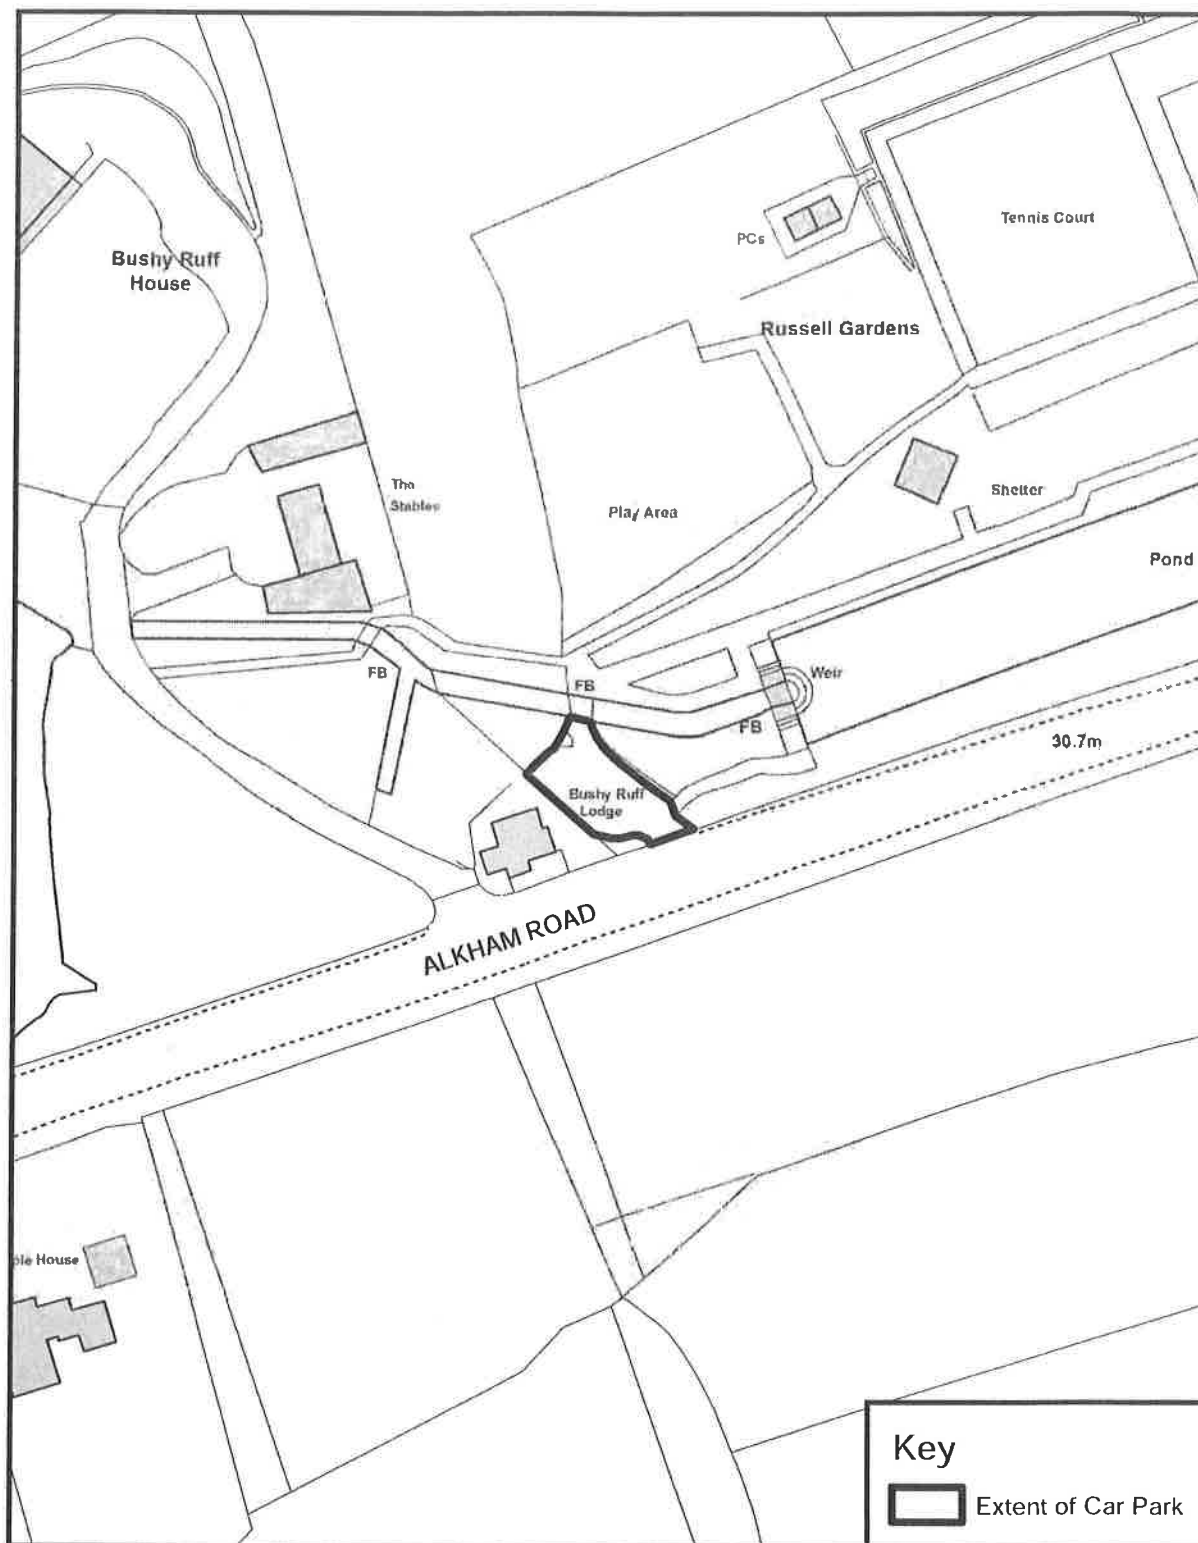 Bushy Ruff
House
PCs
Tennis Court
Russell Gardens
The
Stables
Play Area
Shelter
Pond
FB
FB
Weir
FB
30.7m
Bushy Ruff
Lodge
ALKHAM ROAD
House
Key
Extent of Car Park